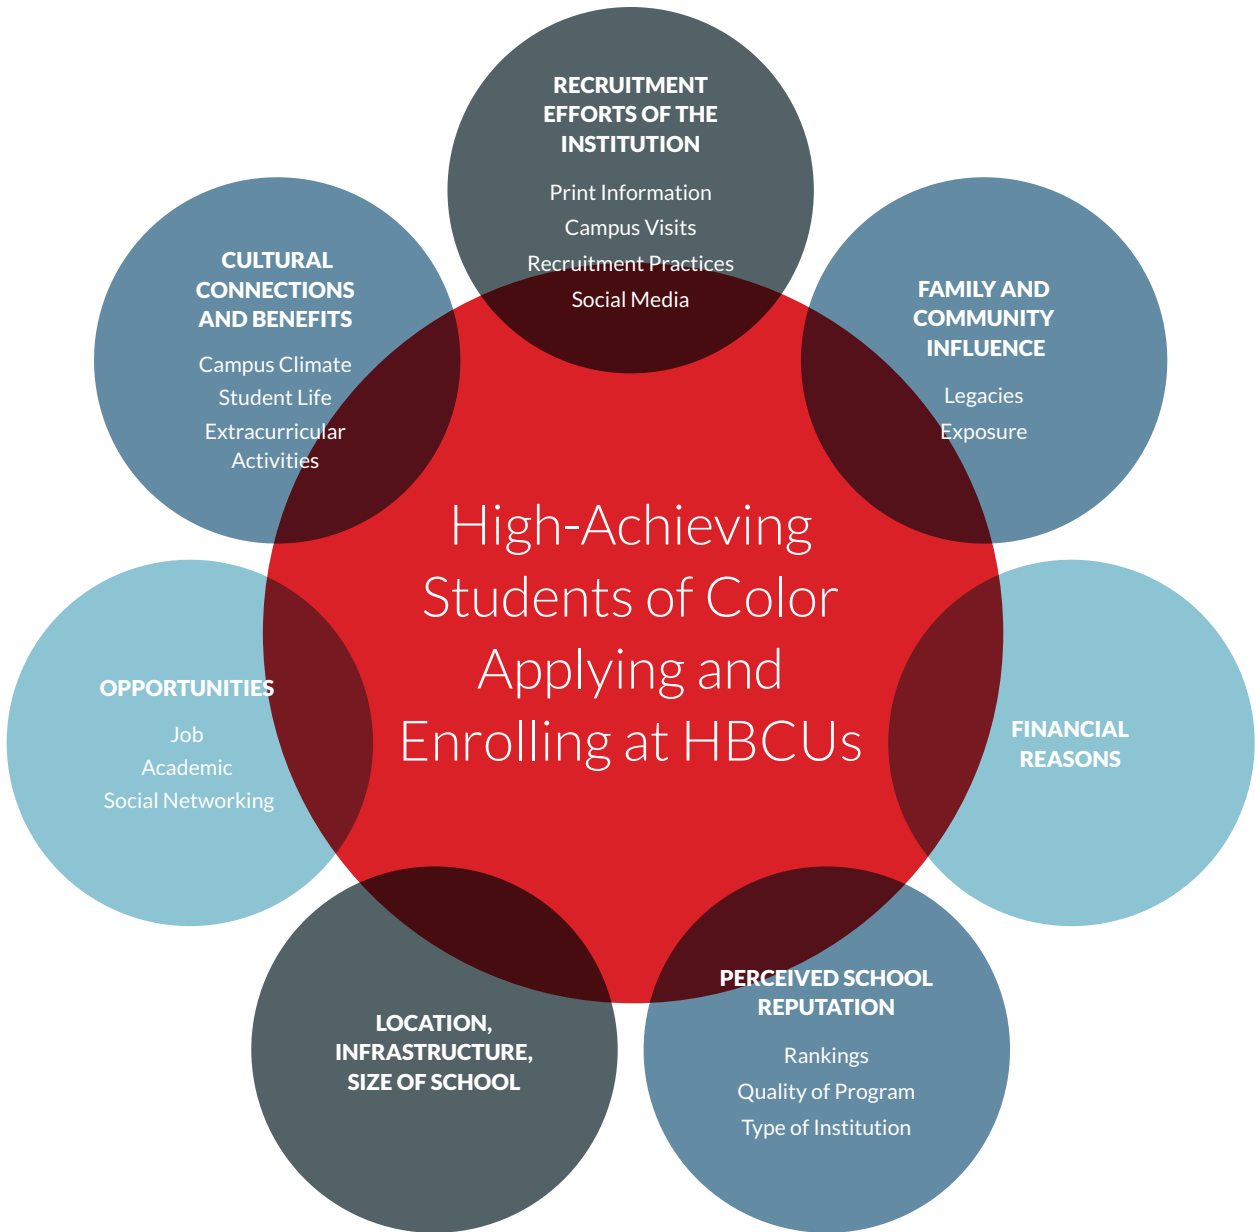 RECRUITMENT
EFFORTS OF THE
INSTITUTION
Print Information
Campus Visits
Recruitment Practices
Social Media
CULTURAL
CONNECTIONS
AND BENEFITS
Campus Climate
Student Life
Extracurricular
Activities
FAMILY AND
COMMUNITY
INFLUENCE
Legacies
Exposure
High-Achieving
Students of Color
Applying and
Enrolling at HBCUs
OPPORTUNITIES
Job
Academic
Social Networking
FINANCIAL
REASONS
LOCATION,
INFRASTRUCTURE,
SIZE OF SCHOOL
PERCEIVED SCHOOL
REPUTATION
Rankings
Quality of Program
Type of Institution